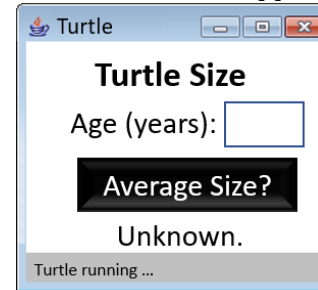 Turtle
Turtle Size
Age (years):
Average Size?
Unknown.
Turtle running ...